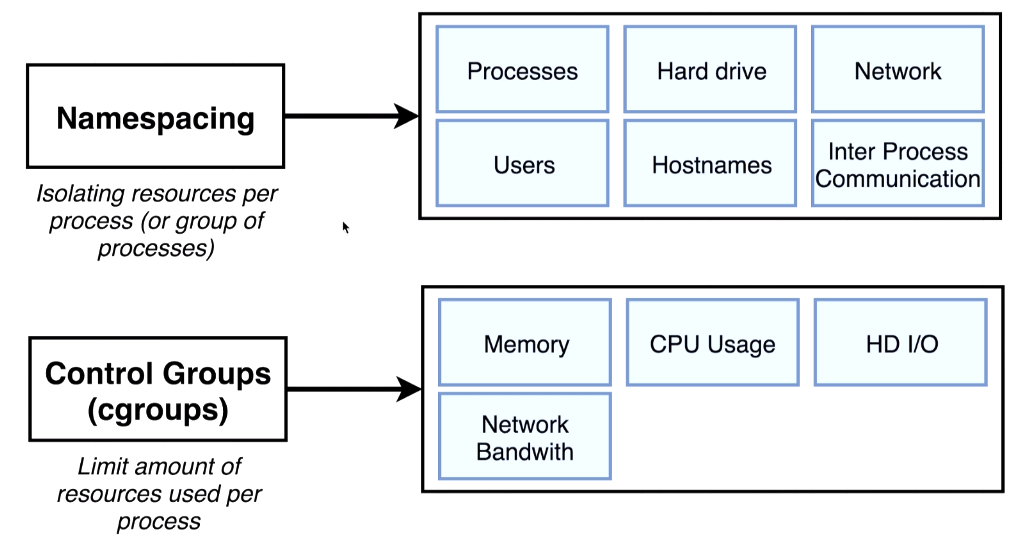 Namespacing
Isolating resources per
process (or group of
processes)
Processes
Hard drive
Network
Users
Hostnames
Inter Process
Communication
Control Groups
(cgroups)
Limit amount of
resources used per
process
Memory
CPU Usage
HD I/O
Network
Bandwith